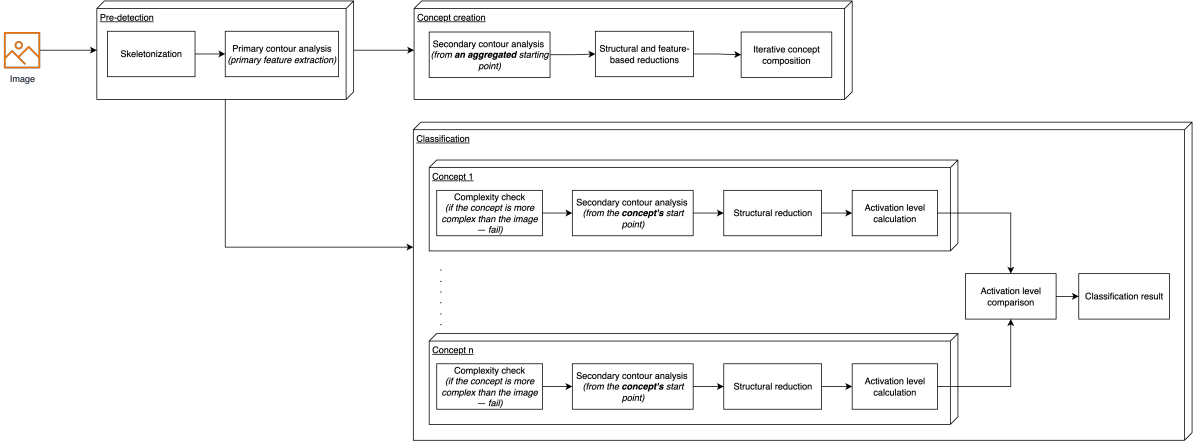 Image
Pre-detection
Skeletonization
Primary contour analysis
(primary feature extraction)
Concept creation
Secondary contour analysis
(from an aggregated starting
point)
Structural and feature-
based reductions
Iterative concept
composition
Classification
Concept 1
Complexity check
(if the concept is more
complex than the image
— fail)
Secondary contour analysis
(from the concept's start
point)
Structural reduction
Activation level
calculation
Concept n
Complexity check
(if the concept is more
complex than the image
— fail)
Secondary contour analysis
(from the concept's start
point)
Structural reduction
Activation level
calculation
Activation level
comparison
Classification result